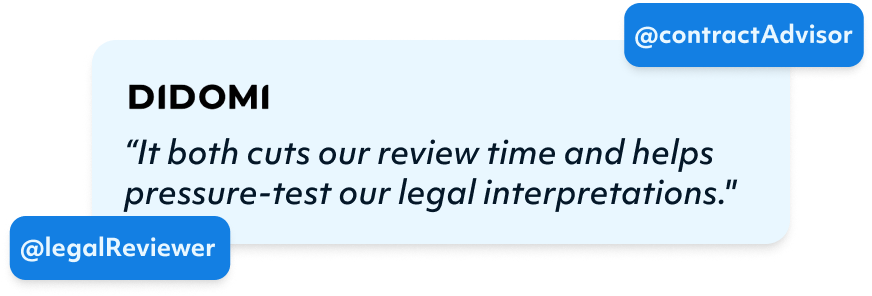 @contractAdvisor
DIDOMI
“It both cuts our review time and helps
pressure-test our legal interpretations."
@legalReviewer